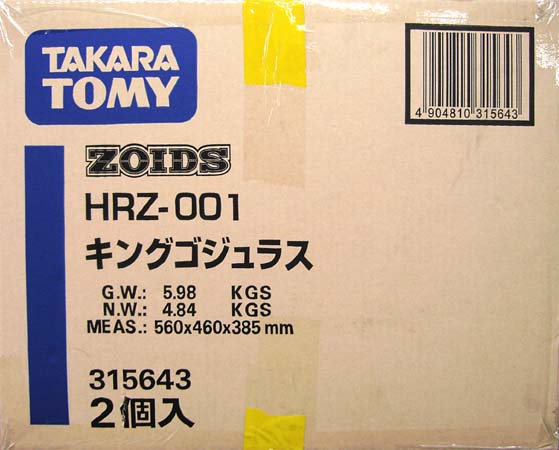 TAKARA
TOMY
4 904810 315643
ZOIDS
HRZ-001
キングゴジュラス
G.W.: 5.98 KGS
N.W.: 4.84 KGS
MEAS.: 560x460x385 mm
315643
2個入